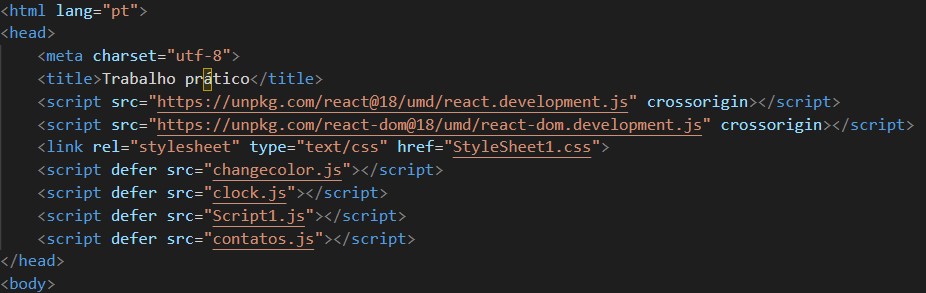 <html lang="pt">
<head>
    <meta charset="utf-8">
    <title>Trabalho prático</title>
    <script src="https://unpkg.com/react@18/umd/react.development.js" crossorigin></script>
    <script src="https://unpkg.com/react-dom@18/umd/react-dom.development.js" crossorigin></script>
    <link rel="stylesheet" type="text/css" href="StyleSheet1.css">
    <script defer src="changecolor.js"></script>
    <script defer src="clock.js"></script>
    <script defer src="Script1.js"></script>
    <script defer src="contatos.js"></script>
</head>
<body>